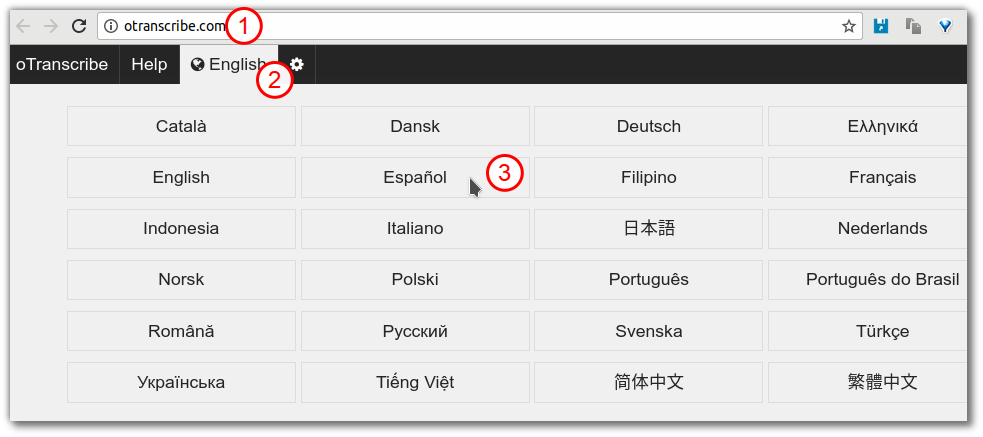 otranscribe.com 1
oTranscribe Help English
2
Català Dansk Deutsch Ελληνικά
3
English Español Filipino Français
Indonesia Italiano 日本語 Nederlands
Norsk Polski Português Português do Brasil
Română Русский Svenska Türkçe
Українська Tiếng Việt 简体中文 繁體中文